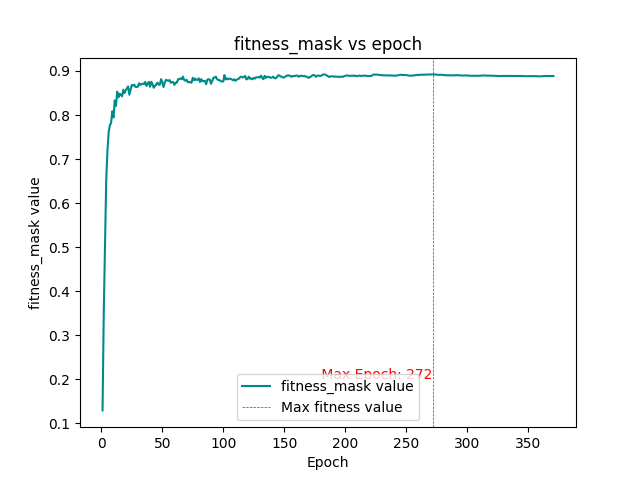 fitness_mask vs epoch
fitness_mask value
0.9
0.8
0.7
0.6
0.5
0.4
0.3
0.2
0.1
Max Epoch: 272
fitness_mask value
Max fitness value
0 50 100 150 200 250 300 350
Epoch